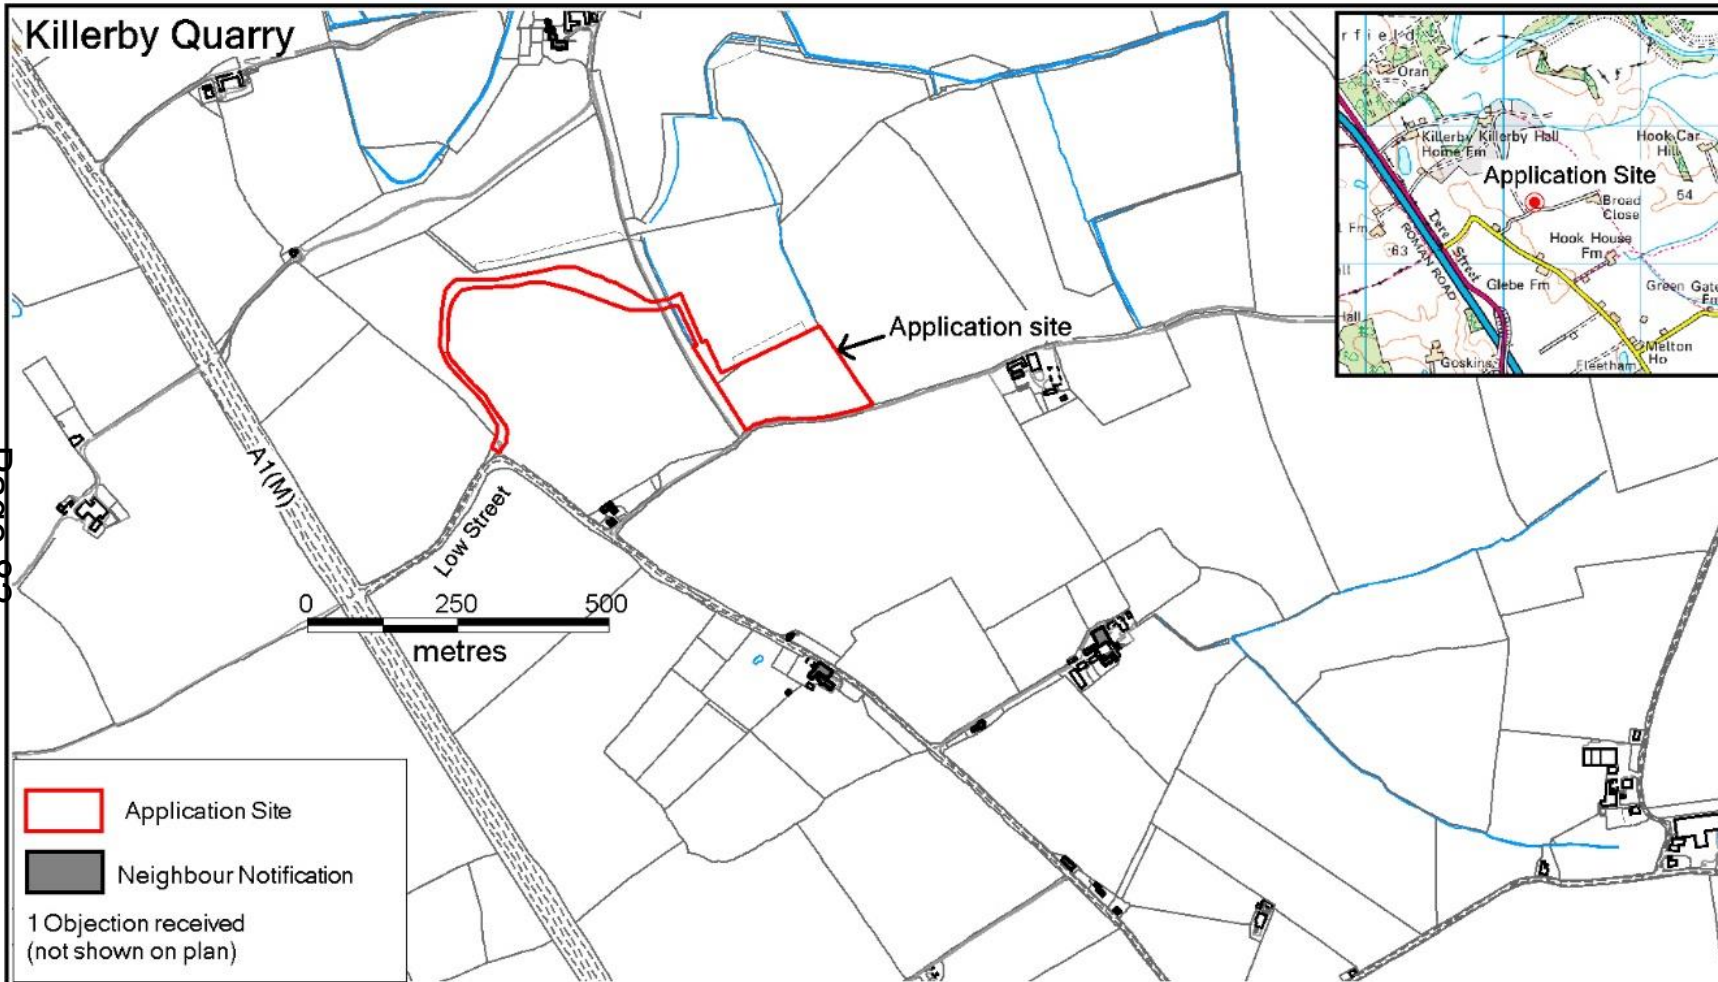 Killerby Quarry
Application site
A1(M)
Low Street
0 250 500
metres
Application Site
Neighbour Notification
1 Objection received
(not shown on plan)
Oran
Killerby
Home Fm
Killerby Hall
Hook Car
Hill
Application Site
54
Broad
Close
Dere Street
ROMAN ROAD
63
Hook House
Fm
Glebe Fm
Green Gate
Fm
Goskins
Fleetham
Melton
Ho